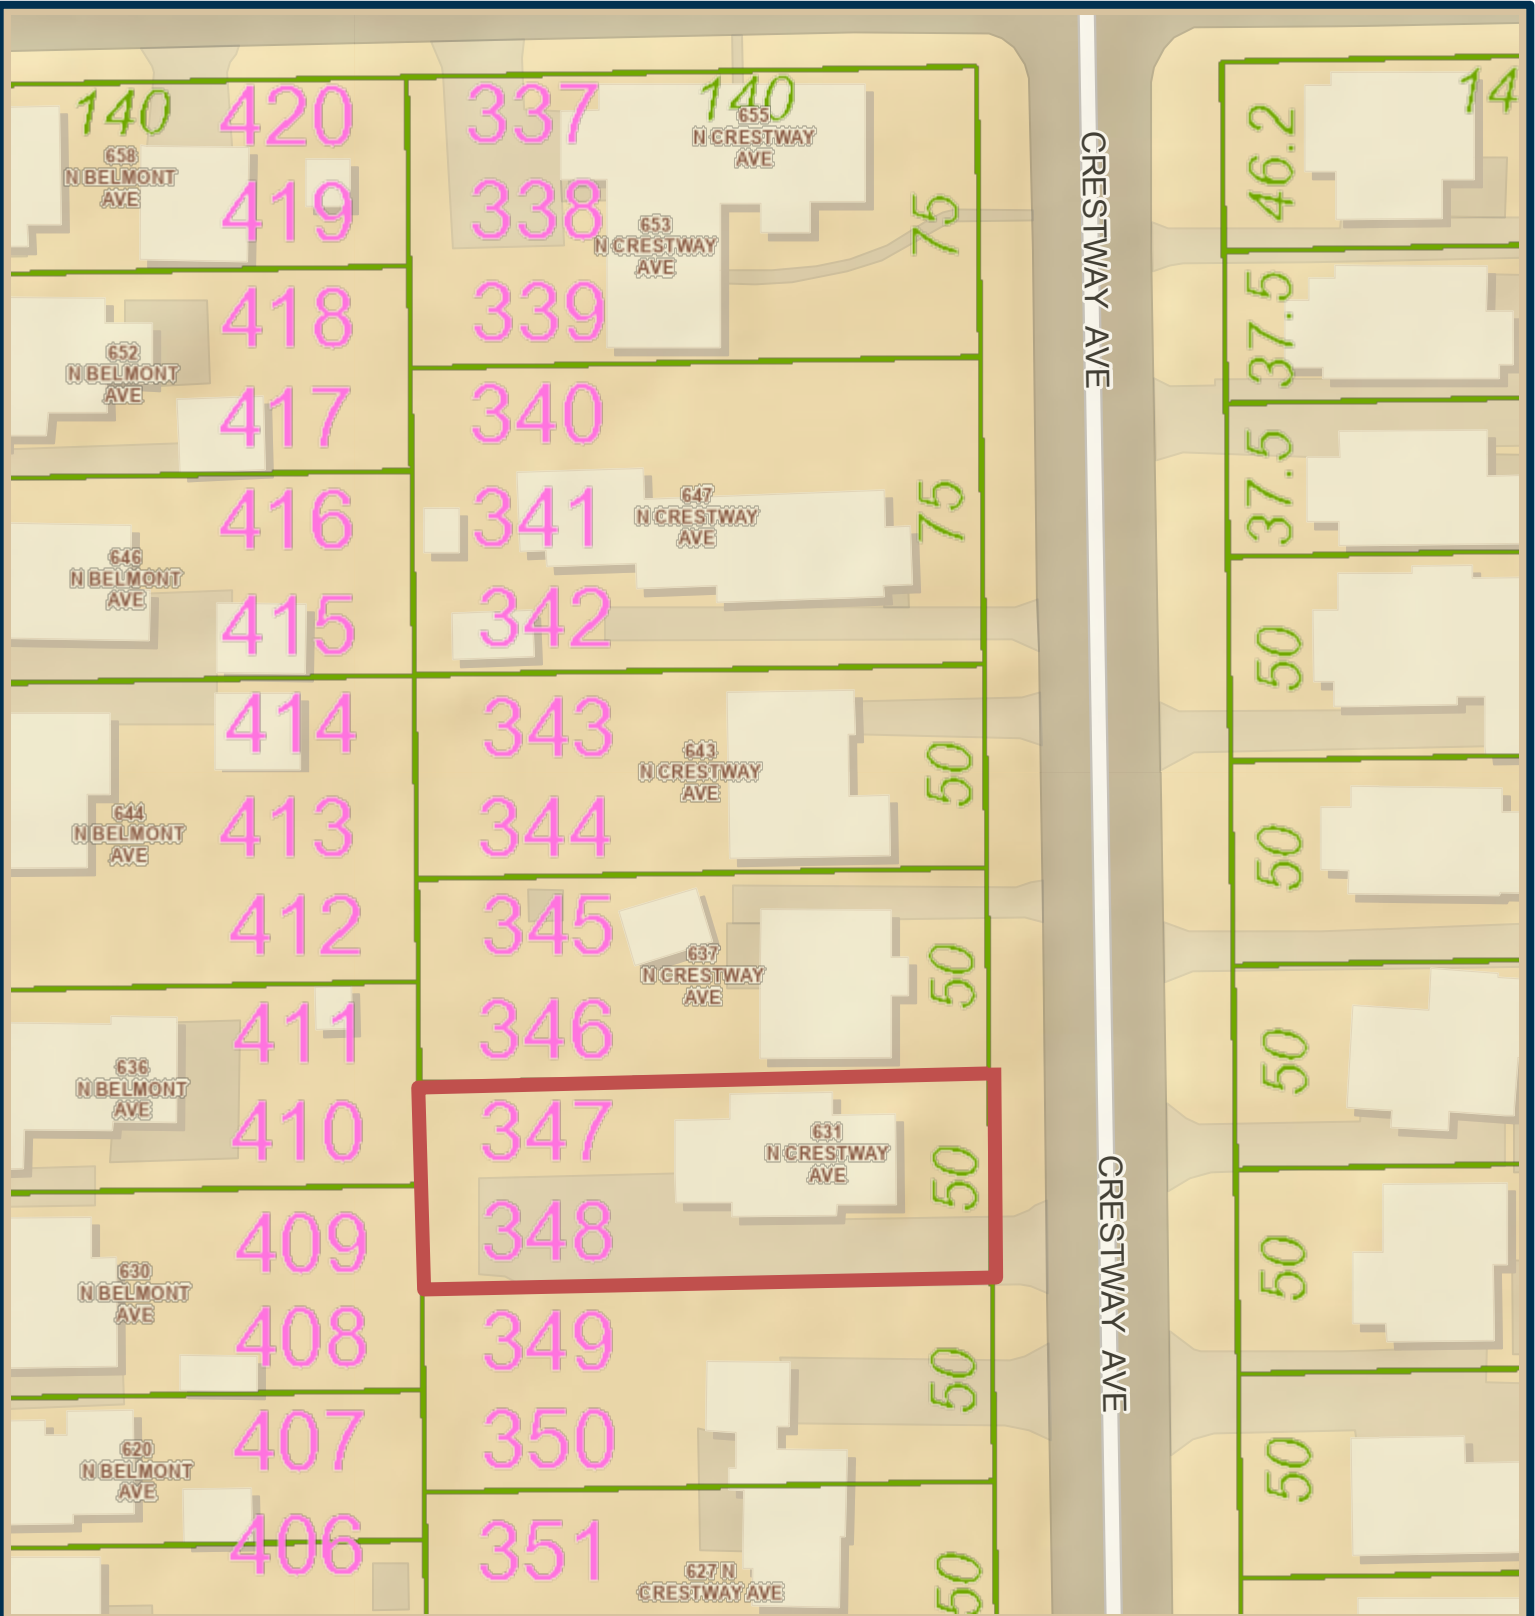 140
420
337
140
14
658
N BELMONT
AVE
655
N CRESTWAY
AVE
46.2
419
338
653
N CRESTWAY
AVE
75
CRESTWAY AVE
418
339
37.5
652
N BELMONT
AVE
417
340
37.5
416
341
647
N CRESTWAY
AVE
75
646
N BELMONT
AVE
415
342
50
414
343
643
N CRESTWAY
AVE
50
644
N BELMONT
AVE
413
344
50
412
345
637
N CRESTWAY
AVE
50
411
346
50
636
N BELMONT
AVE
410
347
631
N CRESTWAY
AVE
50
409
348
CRESTWAY AVE
50
630
N BELMONT
AVE
408
349
50
407
350
50
620
N BELMONT
AVE
406
351
627 N
CRESTWAY AVE
50